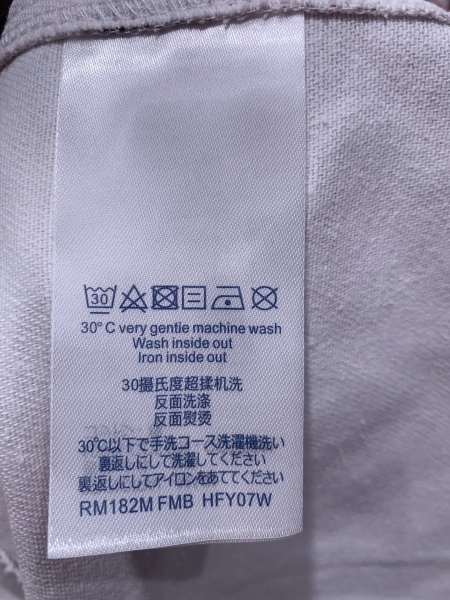 30
30°C very gentie machine wash
Wash inside out
Iron inside out
30摄氏度超揉机洗
反面洗涤
反面熨烫
30℃以下で手洗コース洗濯機洗い
裏返しにして洗濯してください
裏返しにしてアイロンをあててください
RM182M FMB HFY07W